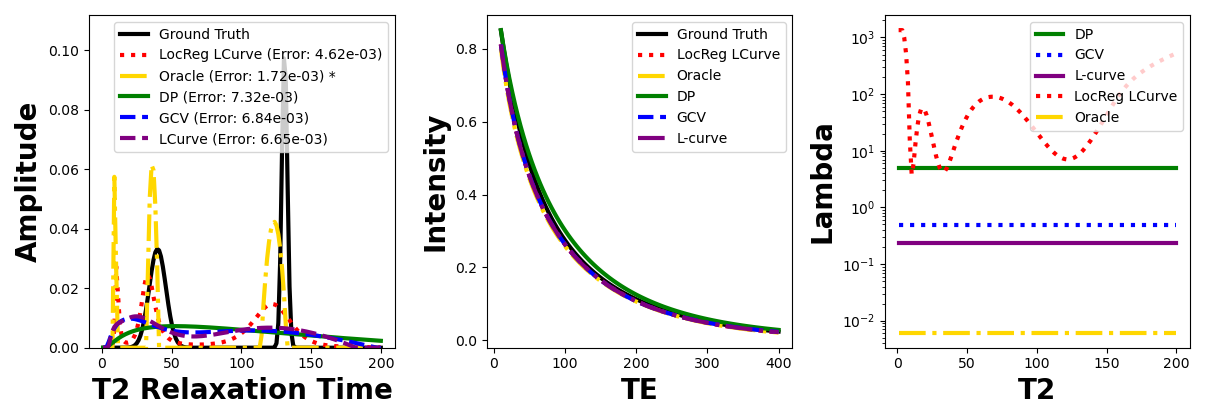 Amplitude
0.10
0.08
0.06
0.04
0.02
0.00
Ground Truth
LocReg LCurve (Error: 4.62e-03)
Oracle (Error: 1.72e-03) *
DP (Error: 7.32e-03)
GCV (Error: 6.84e-03)
LCurve (Error: 6.65e-03)
0 50 100 150 200
T2 Relaxation Time
Intensity
0.8
0.6
0.4
0.2
0.0
Ground Truth
LocReg LCurve
Oracle
DP
GCV
L-curve
0 100 200 300 400
TE
Lambda
10³
10²
10¹
10⁰
10⁻¹
10⁻²
DP
GCV
L-curve
LocReg LCurve
Oracle
0 50 100 150 200
T2